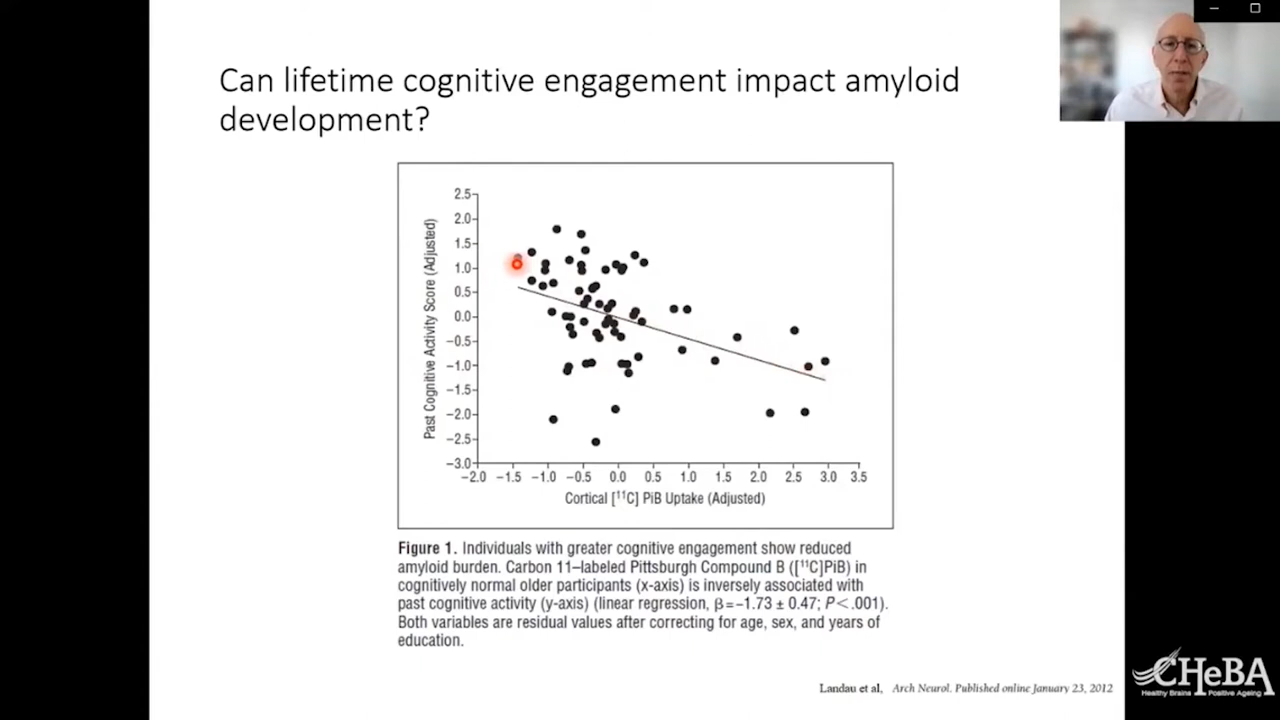 Can lifetime cognitive engagement impact amyloid
development?
Past Cognitive Activity Score (Adjusted)
2.5
2.0
1.5
1.0
0.5
0.0
−0.5
−1.0
−1.5
−2.0
−2.5
−3.0
−2.0 −1.5 −1.0 −0.5 0.0 0.5 1.0 1.5 2.0 2.5 3.0 3.5
Cortical [¹¹C] PiB Uptake (Adjusted)
Figure 1. Individuals with greater cognitive engagement show reduced
amyloid burden. Carbon 11–labeled Pittsburgh Compound B ([¹¹C]PiB) in
cognitively normal older participants (x-axis) is inversely associated with
past cognitive activity (y-axis) (linear regression, β=−1.73 ± 0.47; P<.001).
Both variables are residual values after correcting for age, sex, and years of
education.
Landau et al, Arch Neurol. Published online January 23, 2012
CHeBA
Healthy Brains Positive Ageing